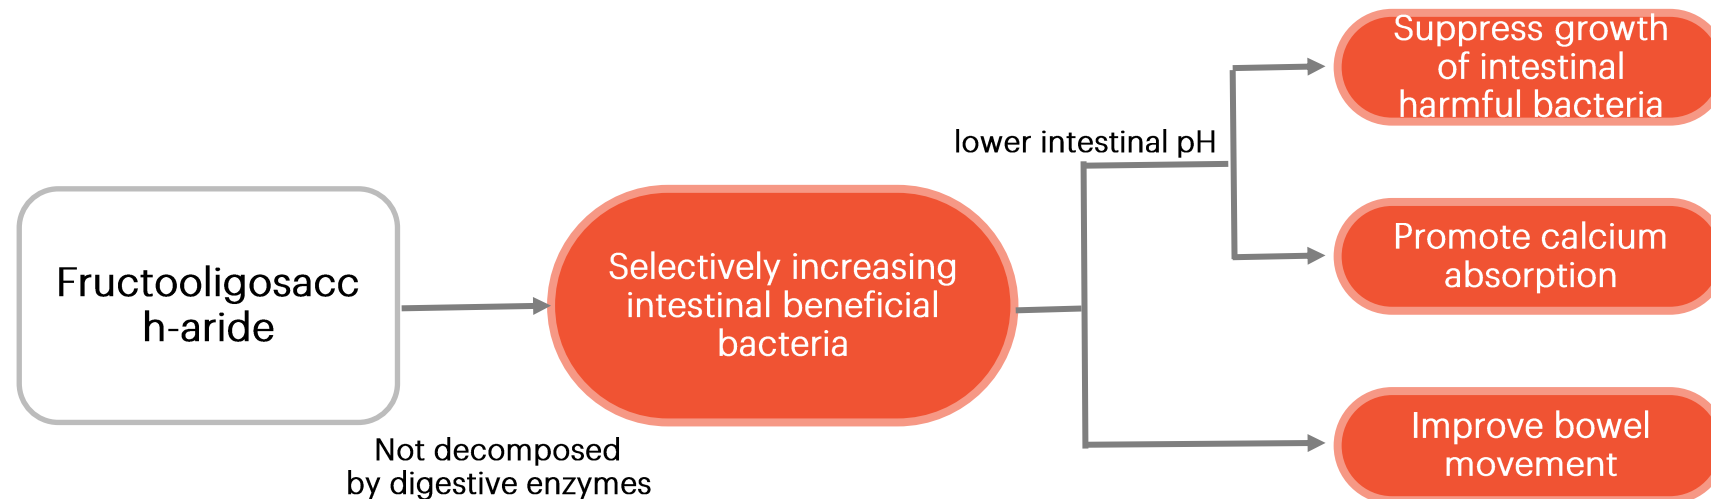 Fructooligosacc
h-aride
Not decomposed
by digestive enzymes
Selectively increasing
intestinal beneficial
bacteria
lower intestinal pH
Suppress growth
of intestinal
harmful bacteria
Promote calcium
absorption
Improve bowel
movement